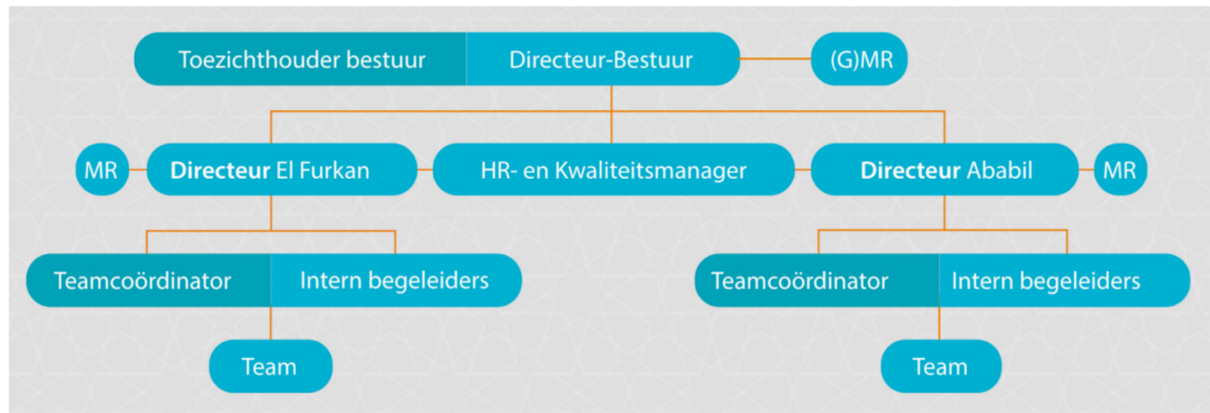 Toezichthouder bestuur Directeur-Bestuur (G)MR
MR Directeur El Furkan HR- en Kwaliteitsmanager Directeur Ababil MR
Teamcoördinator Intern begeleiders Teamcoördinator Intern begeleiders
Team Team